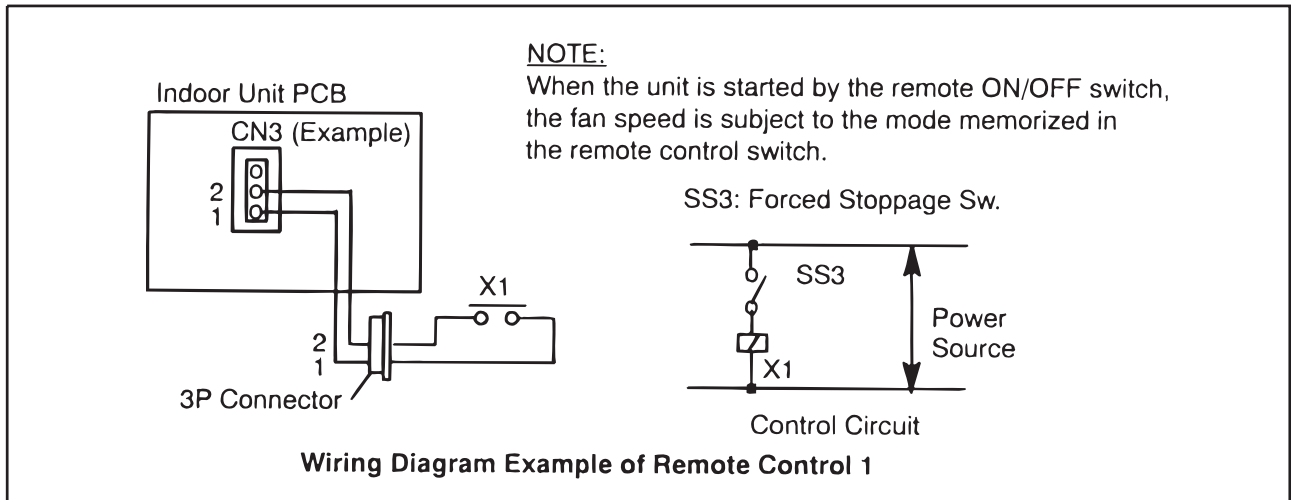 NOTE:
When the unit is started by the remote ON/OFF switch,
the fan speed is subject to the mode memorized in
the remote control switch.
Indoor Unit PCB
CN3 (Example)
2
1
X1
2
1
3P Connector
SS3: Forced Stoppage Sw.
SS3
X1
Power
Source
Control Circuit
Wiring Diagram Example of Remote Control 1